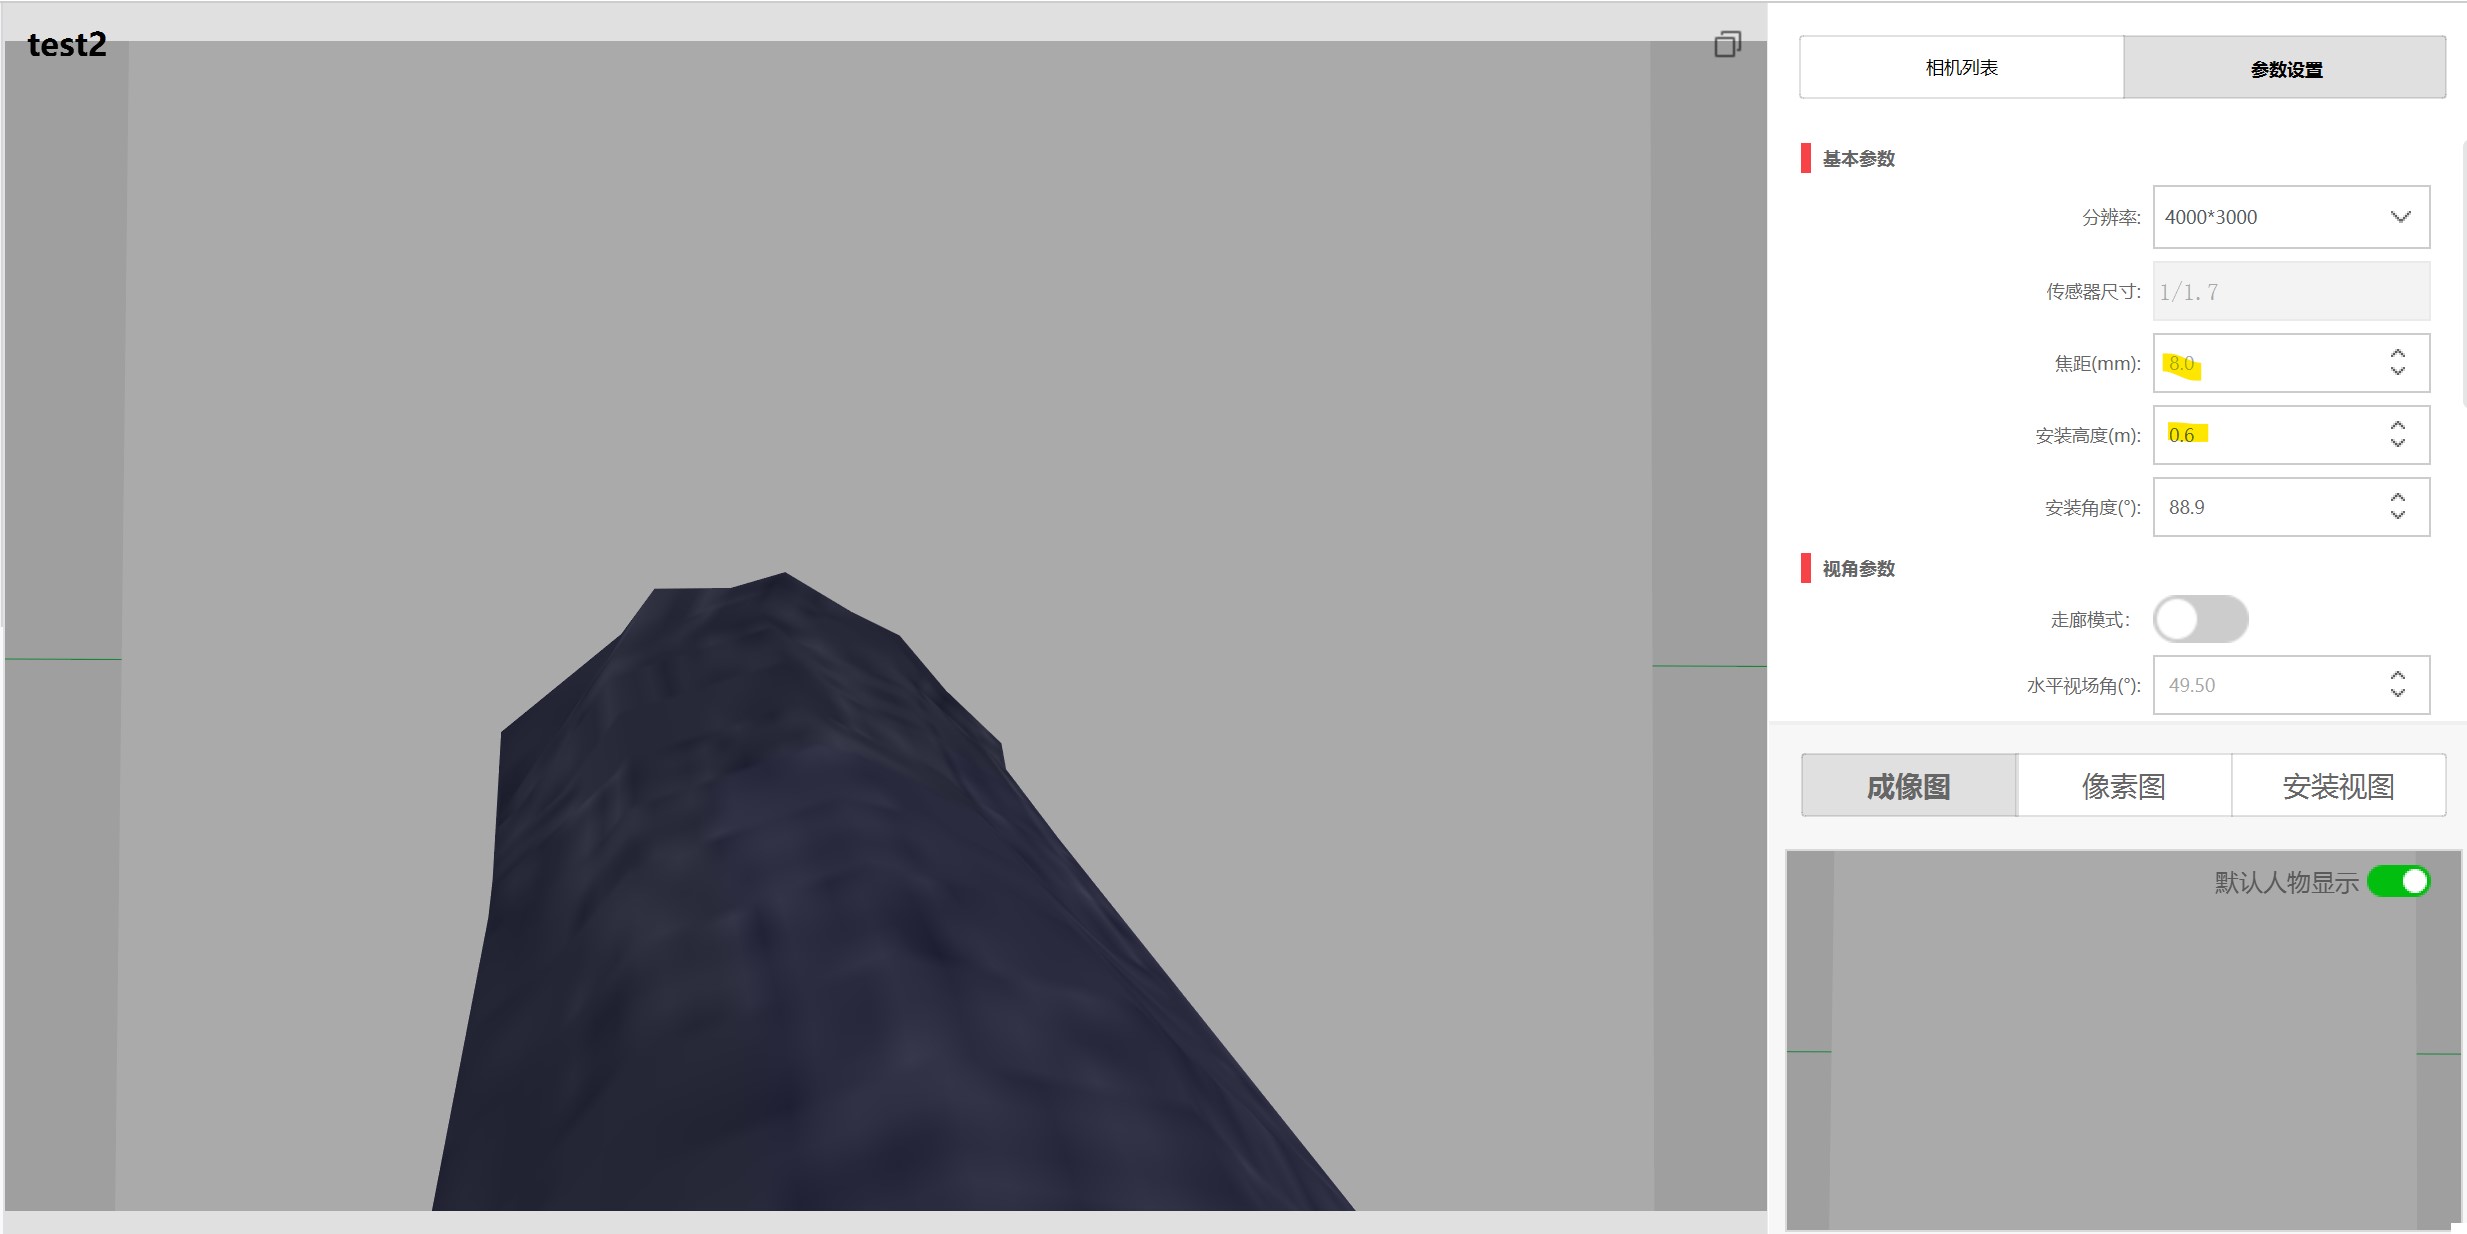 test2
相机列表
参数设置
基本参数
分辨率: 4000*3000
传感器尺寸: 1/1.7
焦距(mm): 8.0
安装高度(m): 0.6
安装角度(°): 88.9
视角参数
走廊模式:
水平视场角(°): 49.50
成像图
像素图
安装视图
默认人物显示